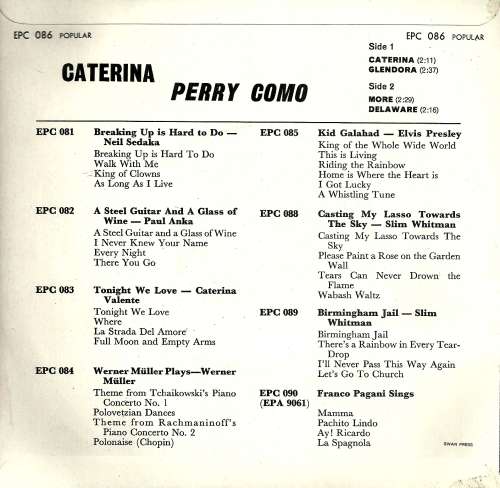 EPC 086 POPULAR
EPC 086 POPULAR
CATERINA
PERRY COMO
Side 1
CATERINA (2:11)
GLENDORA (2:37)
Side 2
MORE (2:29)
DELAWARE (2:16)
EPC 081 Breaking Up is Hard to Do —
Neil Sedaka
Breaking Up is Hard To Do
Walk With Me
King of Clowns
As Long As I Live
EPC 082 A Steel Guitar And A Glass of
Wine — Paul Anka
A Steel Guitar and a Glass of Wine
I Never Knew Your Name
Every Night
There You Go
EPC 083 Tonight We Love — Caterina
Valente
Tonight We Love
Where
La Strada Del Amore
Full Moon and Empty Arms
EPC 084 Werner Müller Plays—Werner
Müller
Theme from Tchaikowski's Piano
Concerto No. 1
Polovetzian Dances
Theme from Rachmaninoff's
Piano Concerto No. 2
Polonaise (Chopin)
EPC 085 Kid Galahad — Elvis Presley
King of the Whole Wide World
This is Living
Riding the Rainbow
Home is Where the Heart is
I Got Lucky
A Whistling Tune
EPC 088 Casting My Lasso Towards
The Sky — Slim Whitman
Casting My Lasso Towards The
Sky
Please Paint a Rose on the Garden
Wall
Tears Can Never Drown the
Flame
Wabash Waltz
EPC 089 Birmingham Jail — Slim
Whitman
Birmingham Jail
There's a Rainbow in Every Tear-
Drop
I'll Never Pass This Way Again
Let's Go To Church
EPC 090 Franco Pagani Sings
(EPA 9061)
Mamma
Pachito Lindo
Ay! Ricardo
La Spagnola
SWAN PRESS